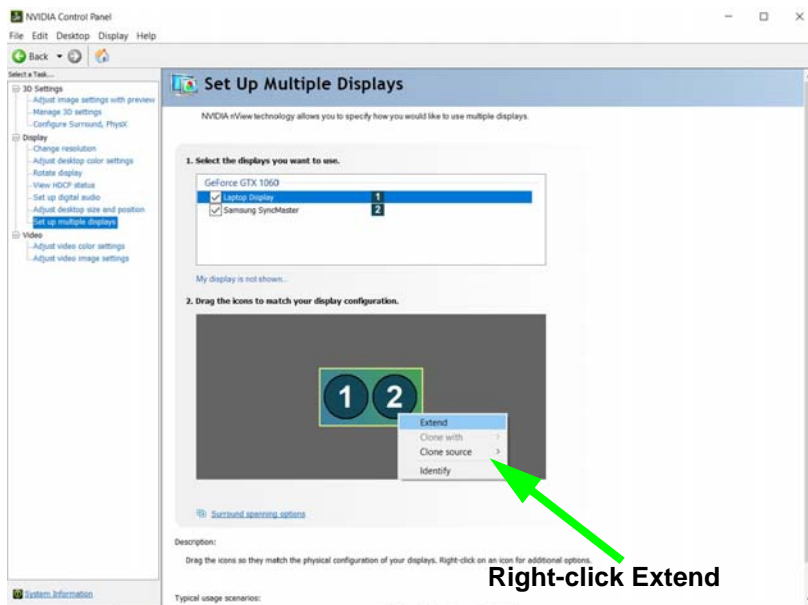 NVIDIA Control Panel
File Edit Desktop Display Help
Back
Select a Task...
3D Settings
Adjust image settings with preview
Manage 3D settings
Configure Surround, PhysX
Display
Change resolution
Adjust desktop color settings
Rotate display
View HDCP status
Set up digital audio
Adjust desktop size and position
Set up multiple displays
Video
Adjust video color settings
Adjust video image settings
System Information
Set Up Multiple Displays
NVIDIA nView technology allows you to specify how you would like to use multiple displays.
1. Select the displays you want to use.
GeForce GTX 1060
Laptop Display 1
Samsung SyncMaster 2
My display is not shown...
2. Drag the icons to match your display configuration.
1 2
Extend
Clone with
Clone source
Identify
Surround spanning options
Description:
Drag the icons so they match the physical configuration of your displays. Right-click on an icon for additional options.
Right-click Extend
Typical usage scenarios: